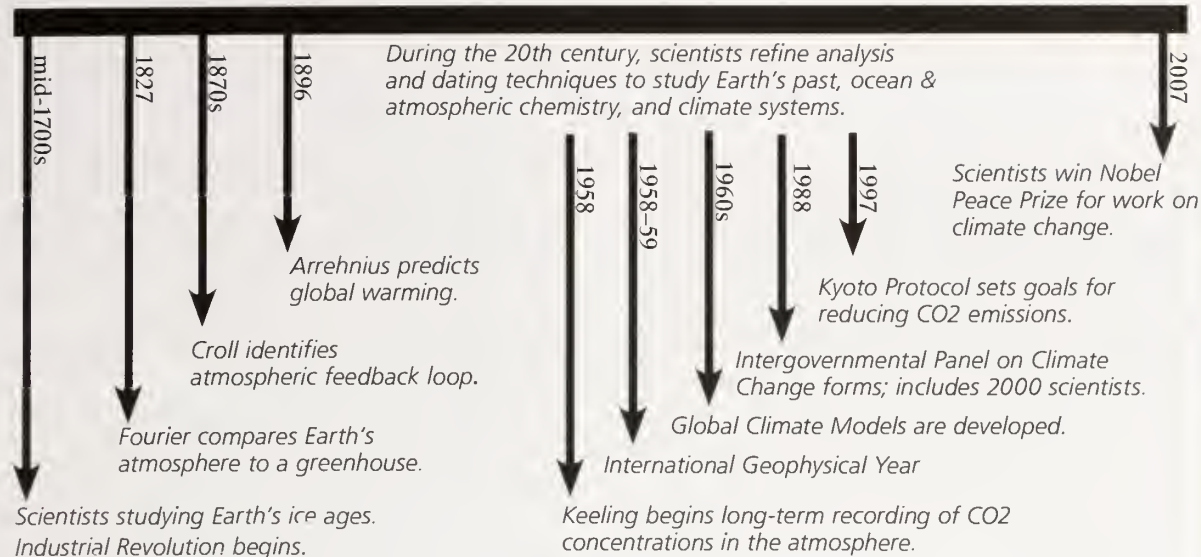 mid-1700s
1827
1870s
1896
During the 20th century, scientists refine analysis
and dating techniques to study Earth's past, ocean &
atmospheric chemistry, and climate systems.
2007
1958
1958–59
1960s
1988
1997
Scientists win Nobel
Peace Prize for work on
climate change.
Arrehnius predicts
global warming.
Kyoto Protocol sets goals for
reducing CO2 emissions.
Croll identifies
atmospheric feedback loop.
Intergovernmental Panel on Climate
Change forms; includes 2000 scientists.
Fourier compares Earth's
atmosphere to a greenhouse.
Global Climate Models are developed.
International Geophysical Year
Scientists studying Earth's ice ages.
Industrial Revolution begins.
Keeling begins long-term recording of CO2
concentrations in the atmosphere.